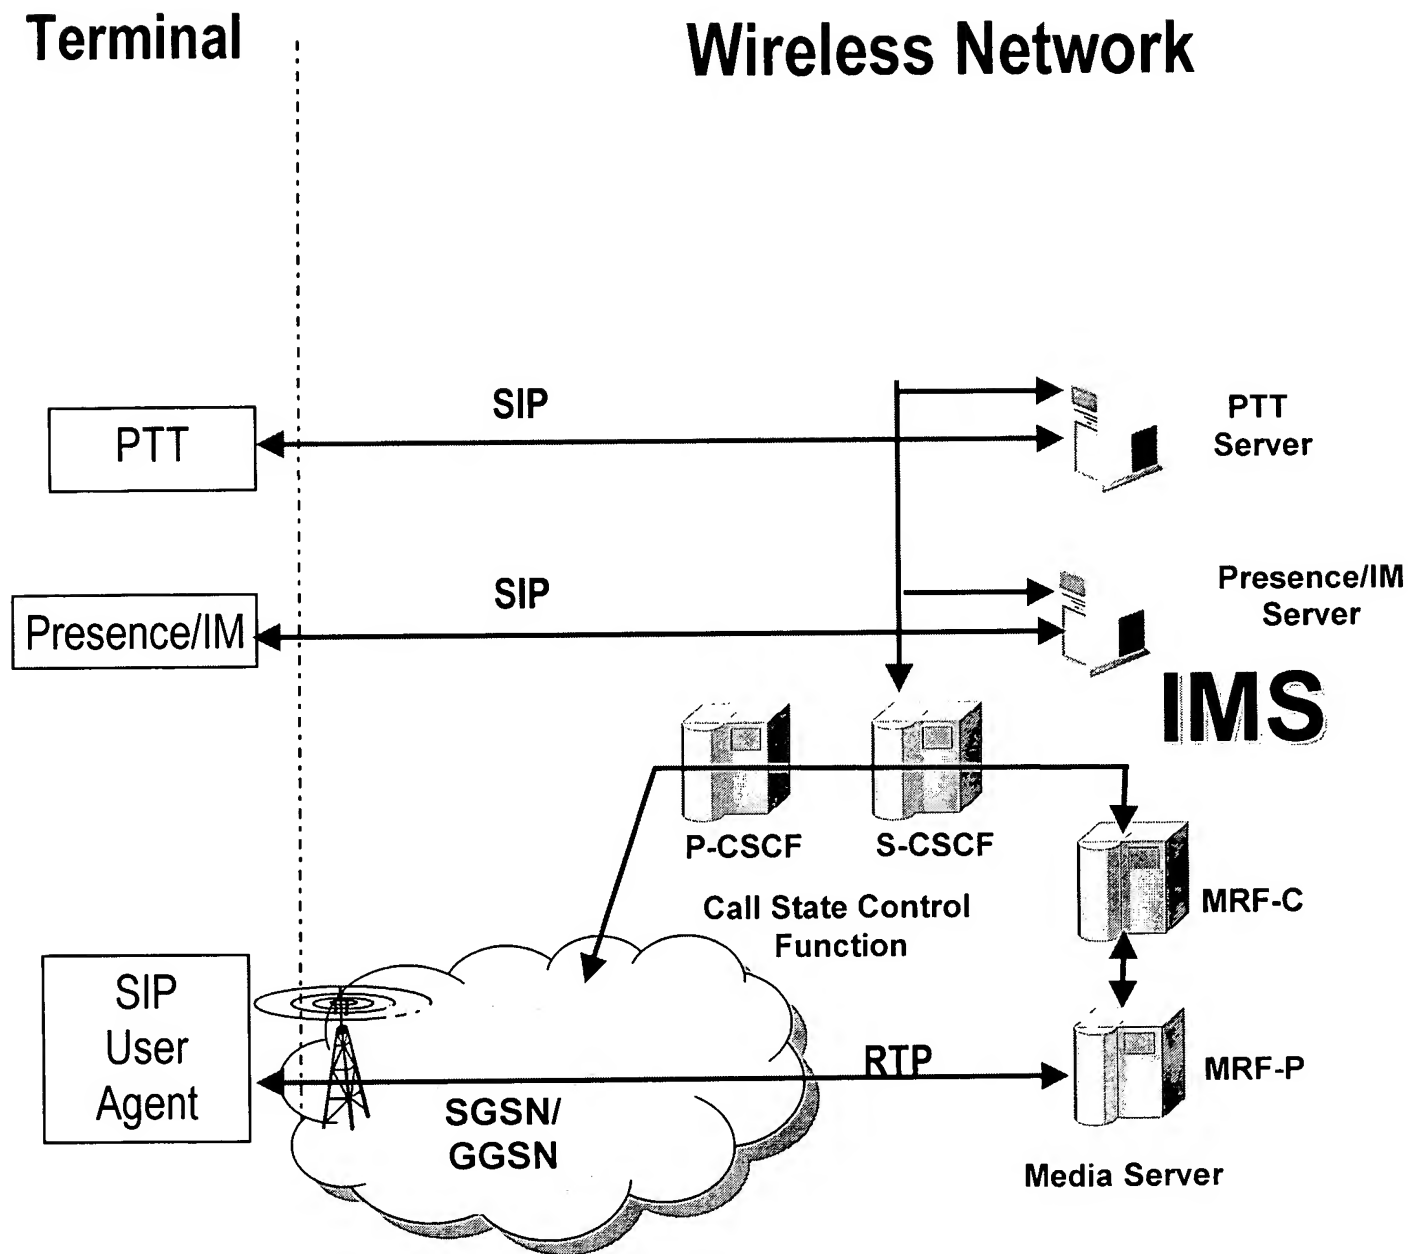 Terminal
Wireless Network
SIP
PTT
PTT
Server
SIP
Presence/IM
Presence/IM
Server
IMS
P-CSCF
S-CSCF
Call State Control
Function
MRF-C
SIP
User
Agent
RTP
MRF-P
SGSN/
GGSN
Media Server